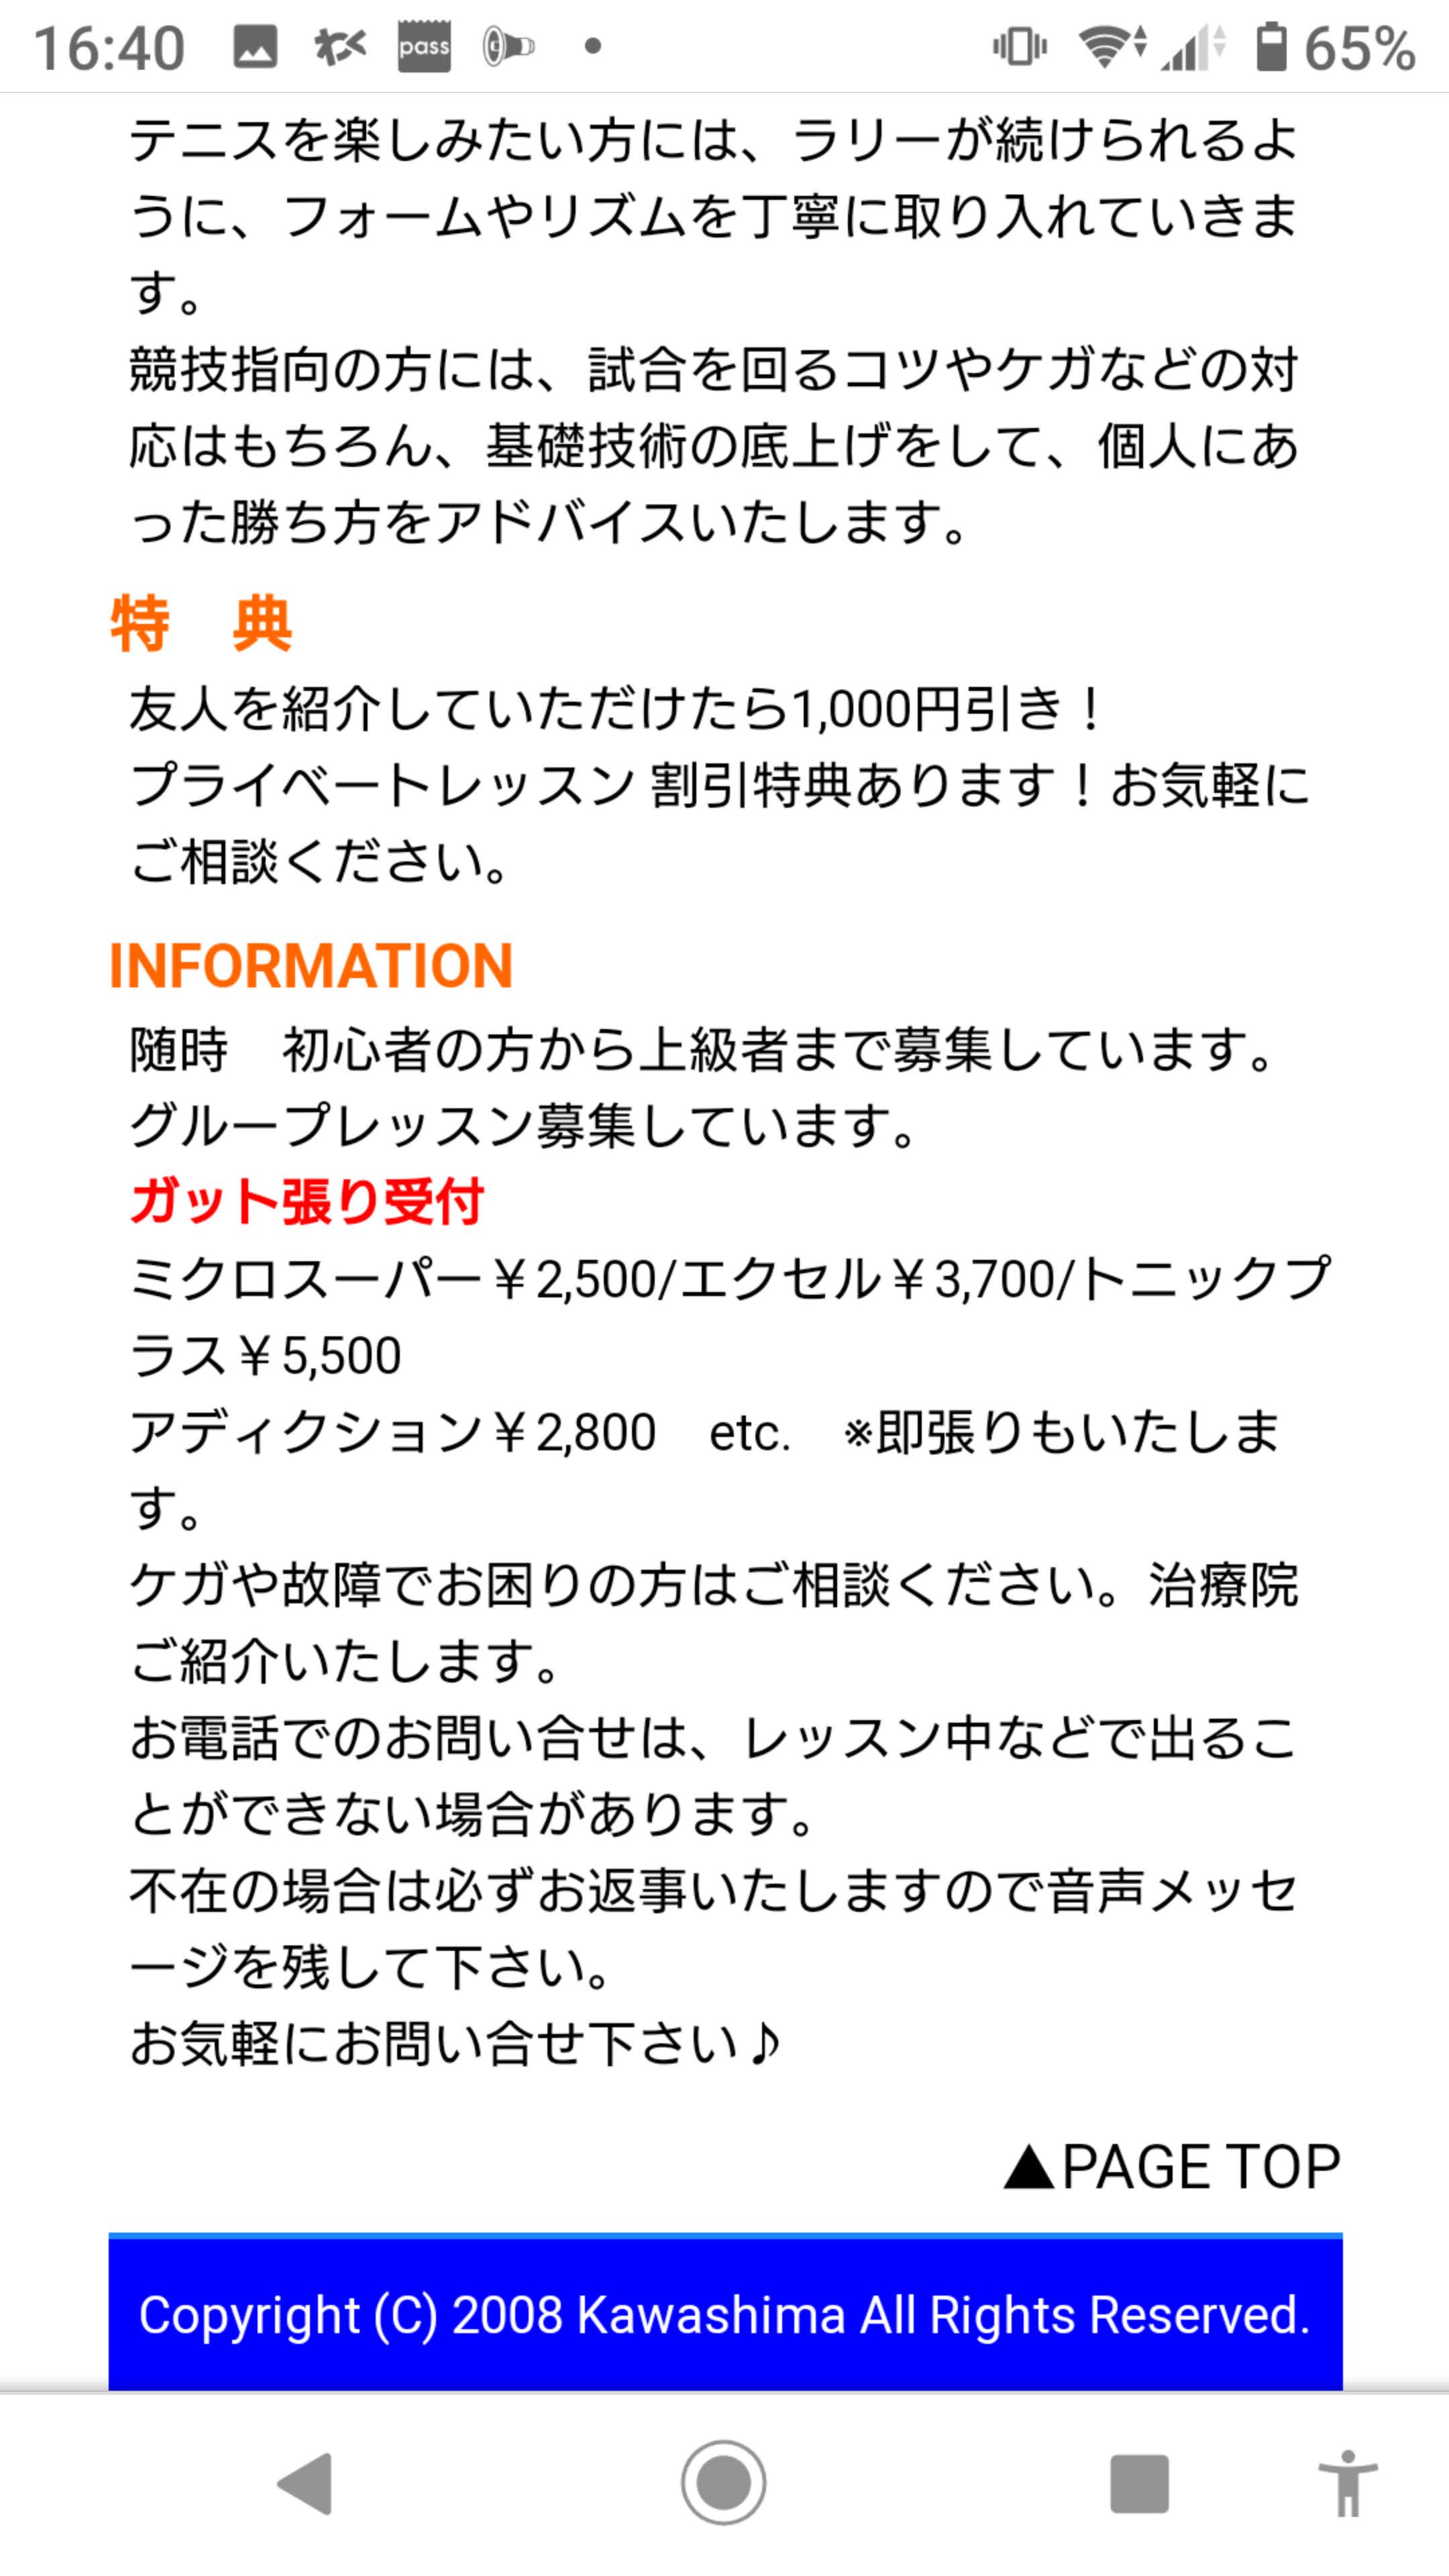 16:40
pass
65%
テニスを楽しみたい方には、ラリーが続けられるよ
うに、フォームやリズムを丁寧に取り入れていきま
す。
競技指向の方には、試合を回るコツやケガなどの対
応はもちろん、基礎技術の底上げをして、個人にあ
った勝ち方をアドバイスいたします。
特　典
友人を紹介していただけたら1,000円引き！
プライベートレッスン 割引特典あります！お気軽に
ご相談ください。
INFORMATION
随時　初心者の方から上級者まで募集しています。
グループレッスン募集しています。
ガット張り受付
ミクロスーパー￥2,500/エクセル￥3,700/トニックプ
ラス￥5,500
アディクション￥2,800　etc.　※即張りもいたしま
す。
ケガや故障でお困りの方はご相談ください。治療院
ご紹介いたします。
お電話でのお問い合せは、レッスン中などで出るこ
とができない場合があります。
不在の場合は必ずお返事いたしますので音声メッセ
ージを残して下さい。
お気軽にお問い合せ下さい♪
▲PAGE TOP
Copyright (C) 2008 Kawashima All Rights Reserved.